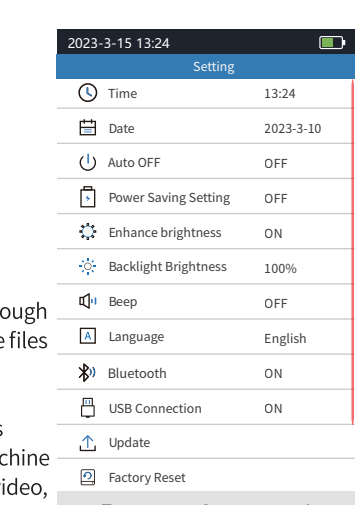 2023-3-15 13:24
Setting
Time 13:24
Date 2023-3-10
Auto OFF OFF
Power Saving Setting OFF
Enhance brightness ON
Backlight Brightness 100%
Beep OFF
A Language English
Bluetooth ON
USB Connection ON
Update
Factory Reset
ough
e files
s
chine
ideo,